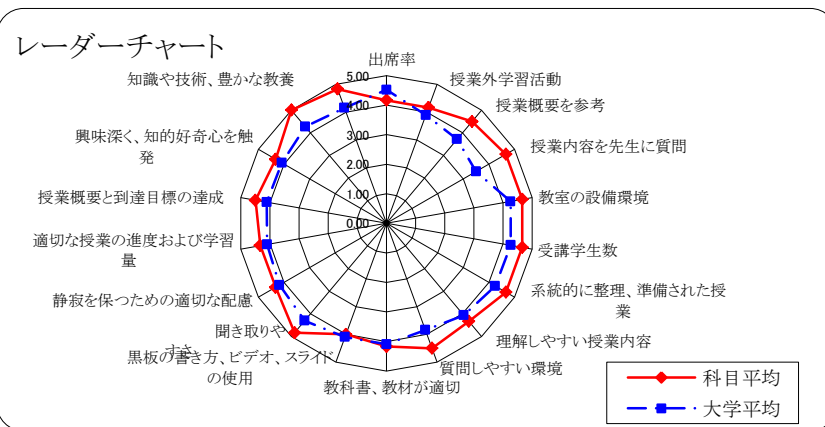 レーダーチャート
出席率
授業外学習活動
授業概要を参考
授業内容を先生に質問
教室の設備環境
受講学生数
系統的に整理、準備された授
業
理解しやすい授業内容
質問しやすい環境
教科書、教材が適切
黒板の書き方、ビデオ、スライド
の使用
聞き取りや
すさ
静寂を保つための適切な配慮
適切な授業の進度および学習
量
授業概要と到達目標の達成
興味深く、知的好奇心を触
発
知識や技術、豊かな教養
5.00
4.00
3.00
2.00
1.00
0.00
科目平均
大学平均